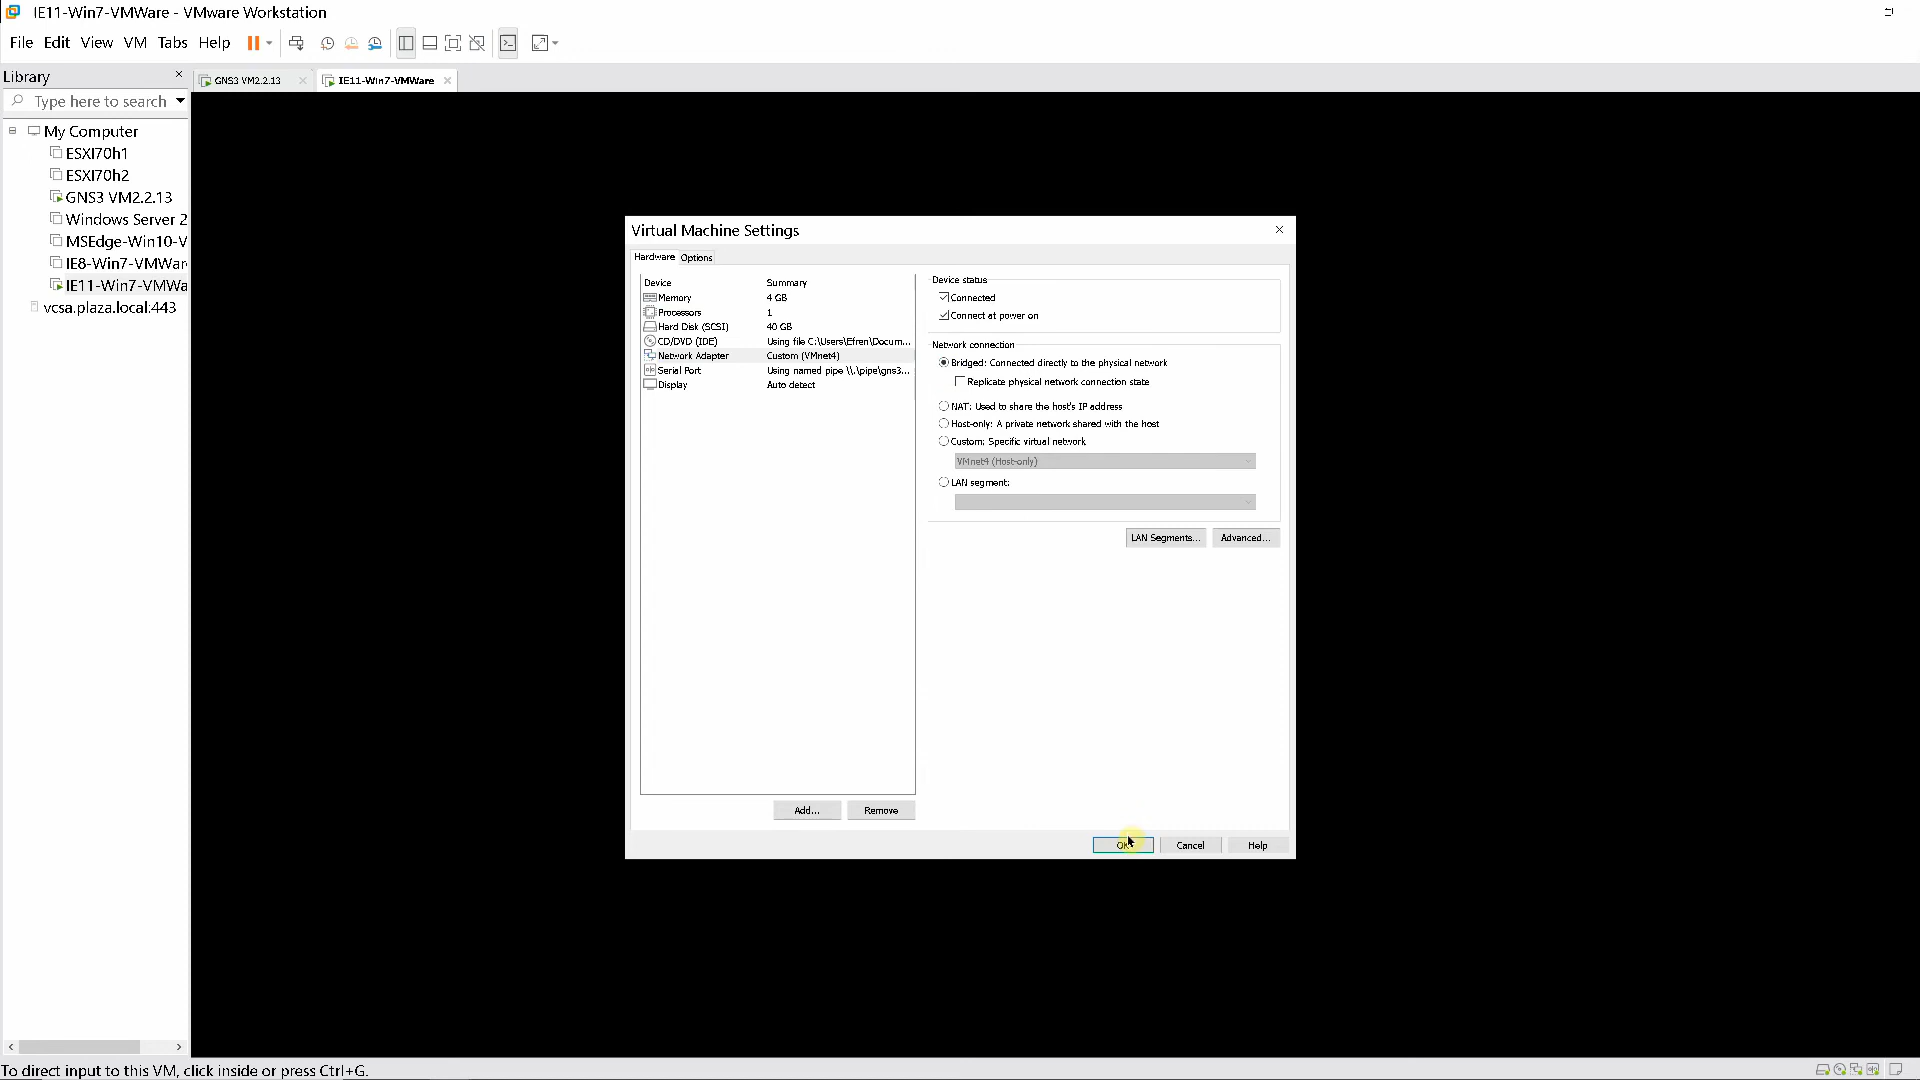 IE11-Win7-VMWare - VMware Workstation
File Edit View VM Tabs Help
Library
GNS3 VM2.2.13
IE11-Win7-VMWare
Type here to search
My Computer
ESXI70h1
ESXI70h2
GNS3 VM2.2.13
Windows Server 2
MSEdge-Win10-V
IE8-Win7-VMWar
IE11-Win7-VMWa
vcsa.plaza.local:443
Virtual Machine Settings
Hardware Options
Device Summary
Memory 4 GB
Processors 1
Hard Disk (SCSI) 40 GB
CD/DVD (IDE) Using file C:\Users\Efren\Docum...
Network Adapter Custom (VMnet4)
Serial Port Using named pipe \\.\pipe\gns3...
Display Auto detect
Device status
Connected
Connect at power on
Network connection
Bridged: Connected directly to the physical network
Replicate physical network connection state
NAT: Used to share the host's IP address
Host-only: A private network shared with the host
Custom: Specific virtual network
VMnet4 (Host-only)
LAN segment:
LAN Segments... Advanced...
Add... Remove
OK Cancel Help
To direct input to this VM, click inside or press Ctrl+G.